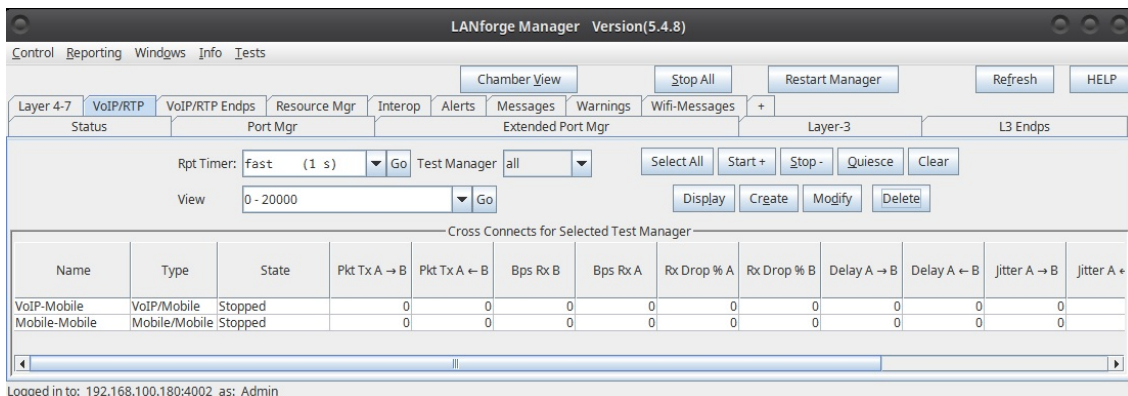 LANforge Manager Version(5.4.8)
Control Reporting Windows Info Tests
Chamber View Stop All Restart Manager Refresh HELP
Layer 4-7 VoIP/RTP VoIP/RTP Endps Resource Mgr Interop Alerts Messages Warnings Wifi-Messages +
Status Port Mgr Extended Port Mgr Layer-3 L3 Endps
Rpt Timer: fast (1 s) Go Test Manager all Select All Start + Stop - Quiesce Clear
View 0 - 20000 Go Display Create Modify Delete
Cross Connects for Selected Test Manager
Name Type State Pkt Tx A → B Pkt Tx A ← B Bps Rx B Bps Rx A Rx Drop % A Rx Drop % B Delay A → B Delay A ← B Jitter A → B Jitter A ←
VoIP-Mobile VoIP/Mobile Stopped 0 0 0 0 0 0 0 0 0
Mobile-Mobile Mobile/Mobile Stopped 0 0 0 0 0 0 0 0 0
Logged in to: 192.168.100.180:4002 as: Admin